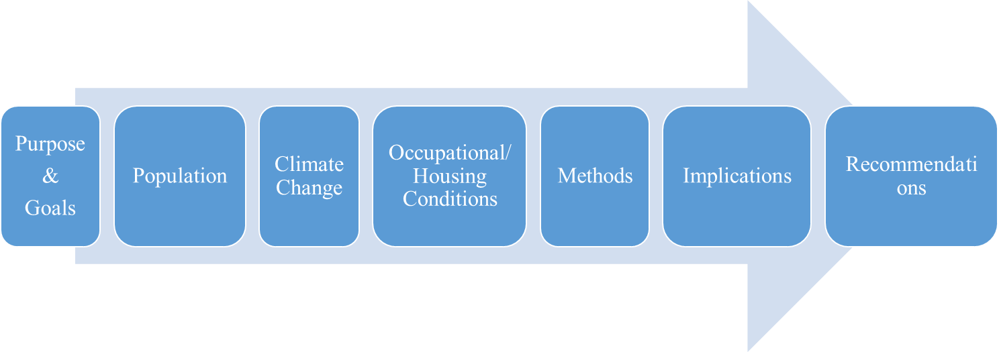 Purpose
&
Goals
Population
Climate
Change
Occupational/
Housing
Conditions
Methods
Implications
Recommendati
ons